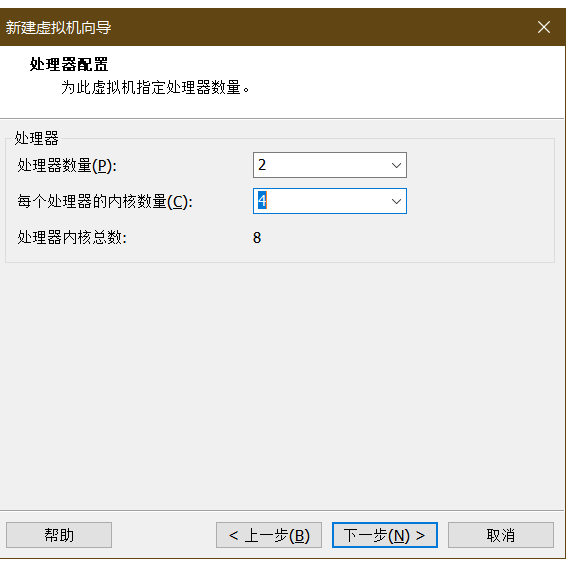 新建虚拟机向导
处理器配置
为此虚拟机指定处理器数量。
处理器
处理器数量(P): 2
每个处理器的内核数量(C): 4
处理器内核总数: 8
帮助 < 上一步(B) 下一步(N) > 取消